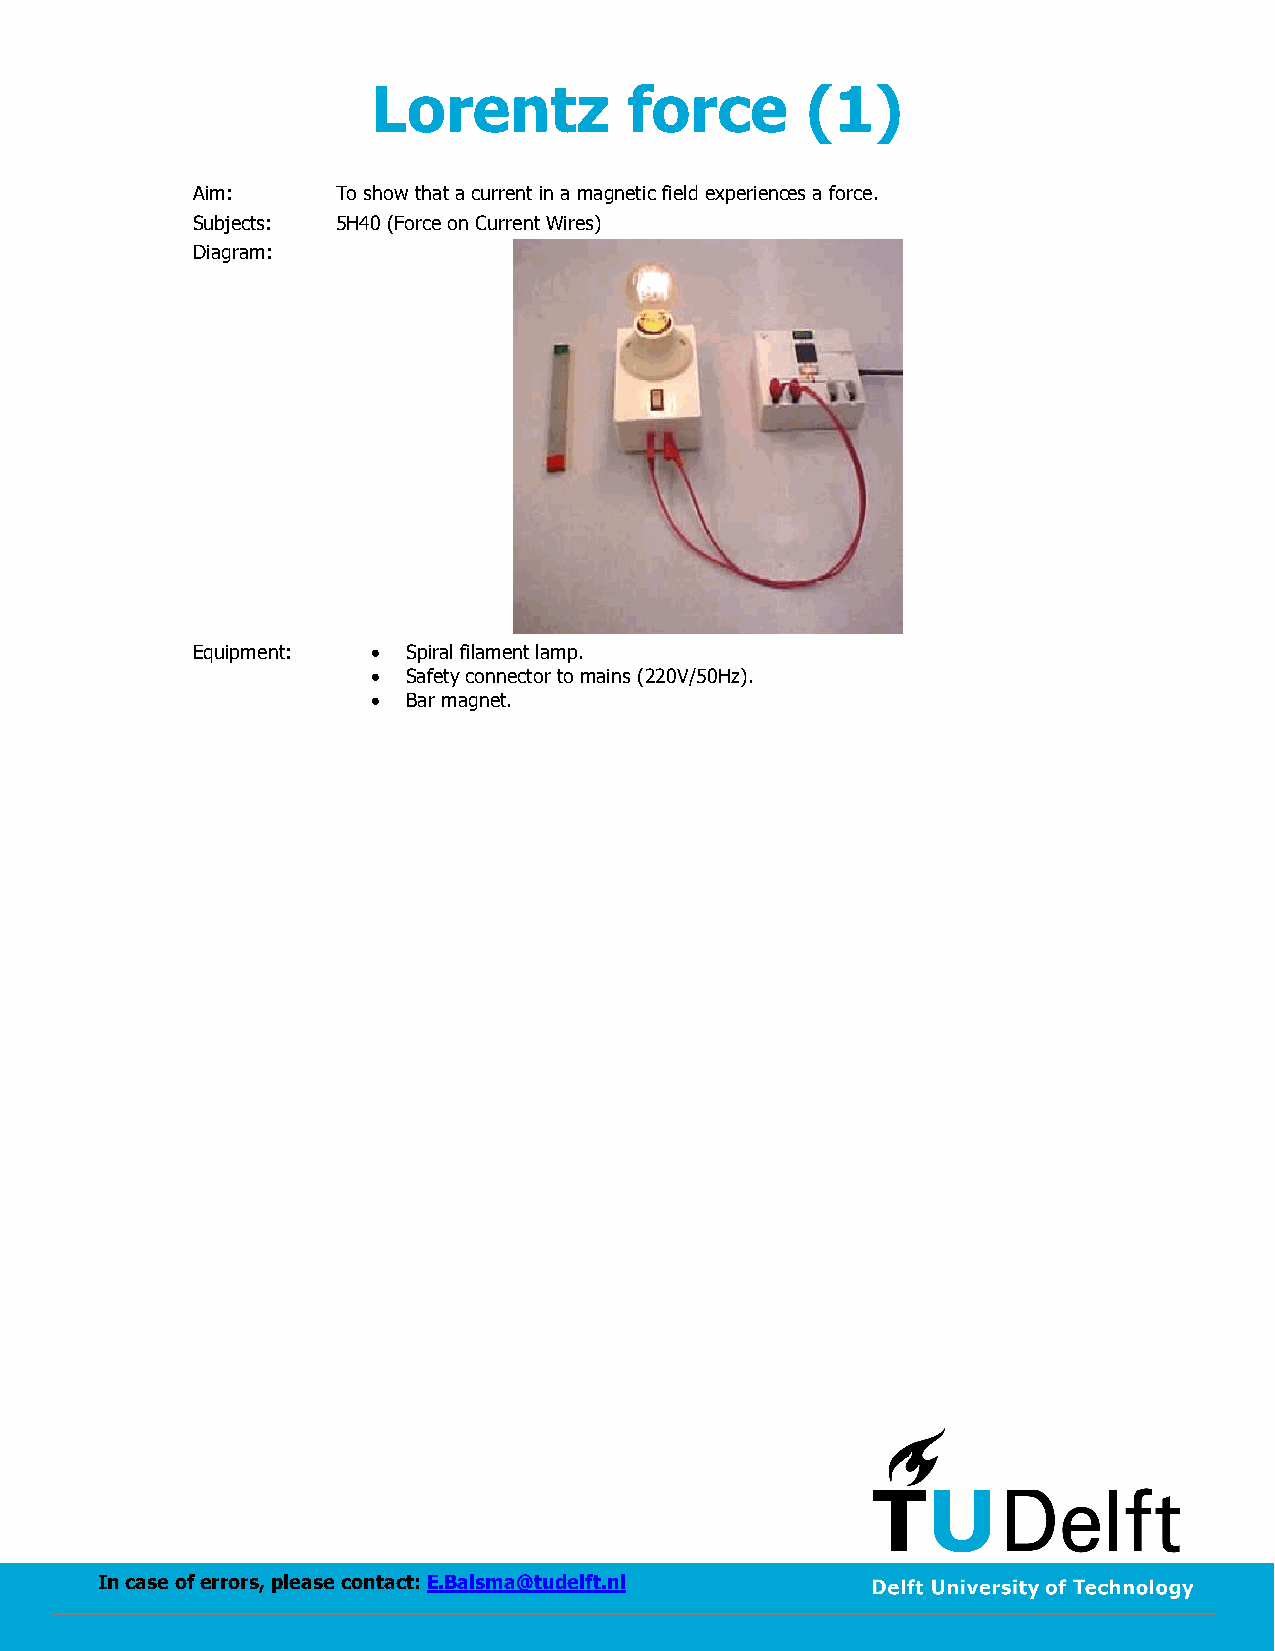 Lorentz force (1)
Aim: To show that a current in a magnetic field experiences a force.
Subjects: 5H40 (Force on Current Wires)
Diagram:
Equipment: • Spiral filament lamp.
• Safety connector to mains (220V/50Hz).
• Bar magnet.
TUDelft
In case of errors, please contact: E.Balsma@tudelft.nl
Delft University of Technology